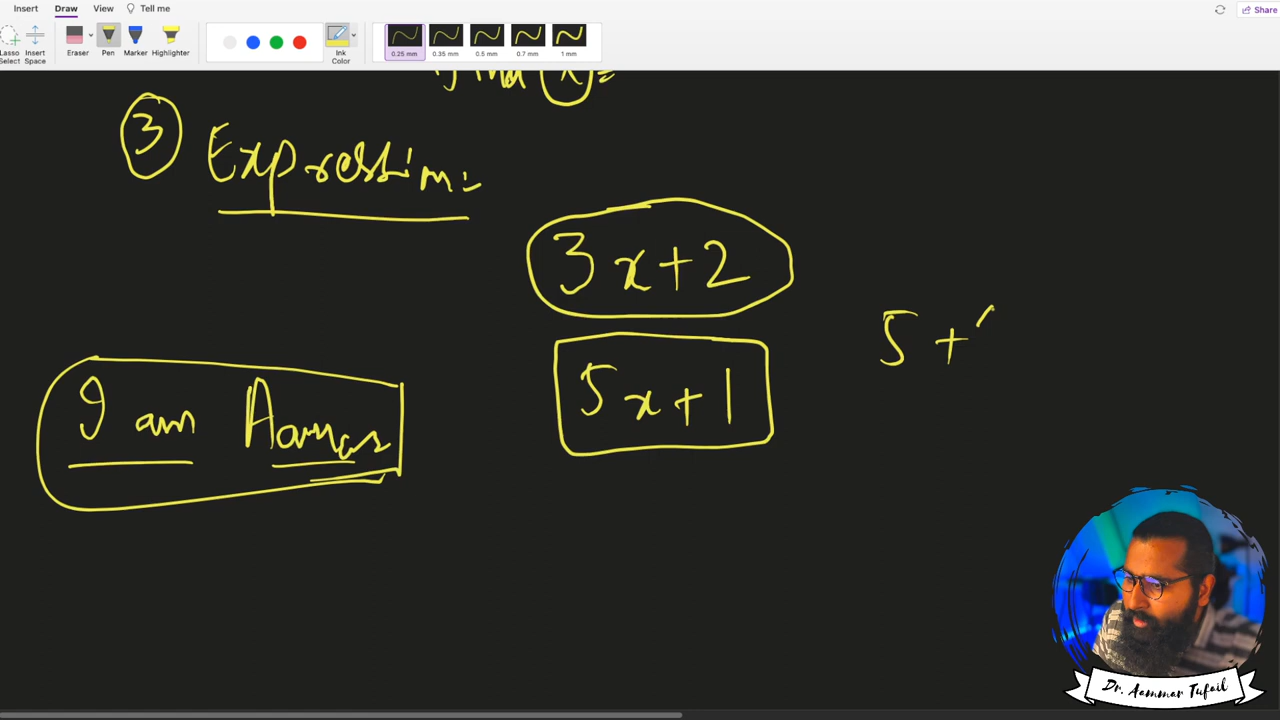 Insert Draw View Tell me
Share
Lasso Select Insert Space Eraser Pen Marker Highlighter Ink Color 0.25 mm 0.35 mm 0.5 mm 0.7 mm 1 mm
find (x)=
3 Expression:
3x+2
5 +
5x+1
I am Aamar
Dr. Aammar Tufail